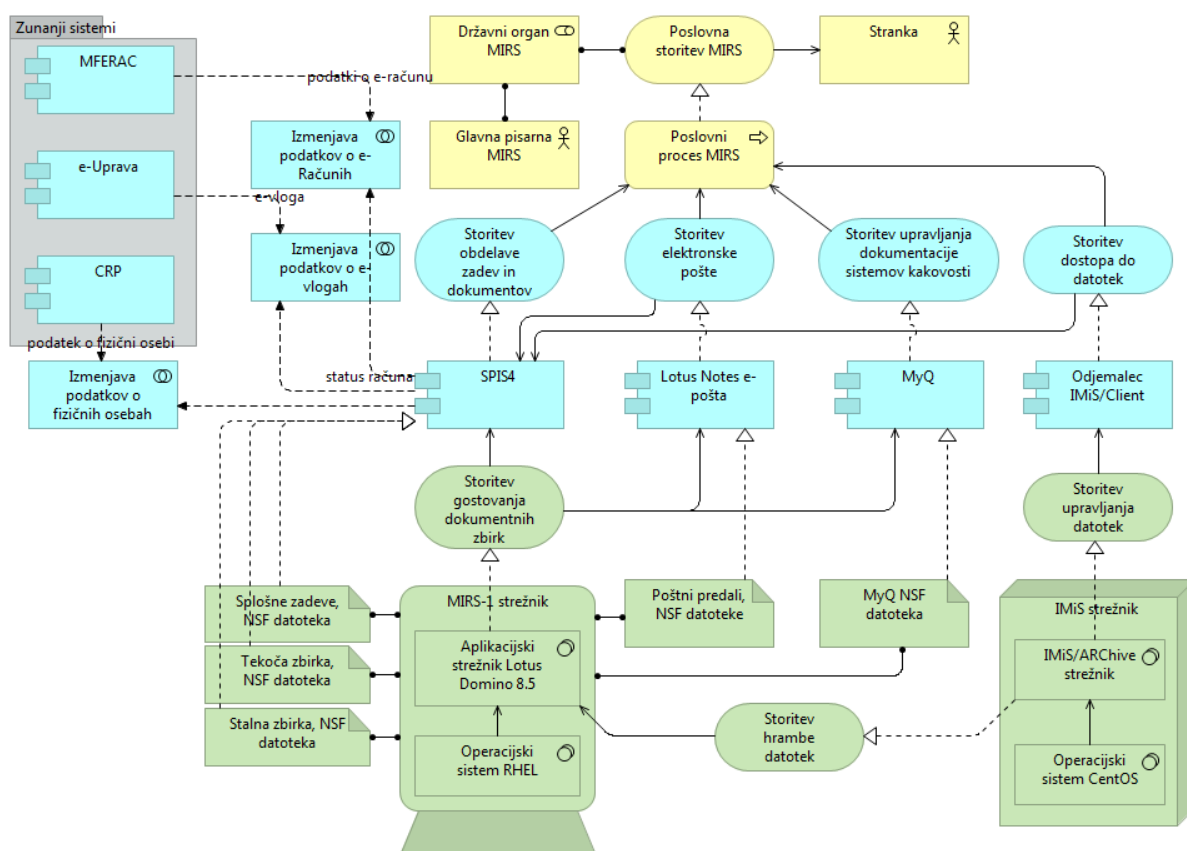 Zunanji sistemi
MFERAC
podatki o e-računu
e-Uprava
e-vloga
CRP
podatek o fizični osebi
Izmenjava
podatkov o e-
Računih
Izmenjava
podatkov o e-
vlogah
Izmenjava
podatkov o
fizičnih osebah
Državni organ
MIRS
Poslovna
storitev MIRS
Stranka
Glavna pisarna
MIRS
Poslovni
proces MIRS
Storitev
obdelave
zadev in
dokumentov
Storitev
elektronske
pošte
Storitev upravljanja
dokumentacije
sistemov kakovosti
Storitev
dostopa do
datotek
status računa
SPIS4
Lotus Notes e-
pošta
MyQ
Odjemalec
IMiS/Client
Storitev
gostovanja
dokumentnih
zbirk
Storitev
upravljanja
datotek
Splošne zadeve,
NSF datoteka
Tekoča zbirka,
NSF datoteka
Stalna zbirka, NSF
datoteka
MIRS-1 strežnik
Aplikacijski
strežnik Lotus
Domino 8.5
Operacijski
sistem RHEL
Poštni predali,
NSF datoteke
MyQ NSF
datoteka
Storitev
hrambe
datotek
IMiS strežnik
IMiS/ARChive
strežnik
Operacijski
sistem CentOS